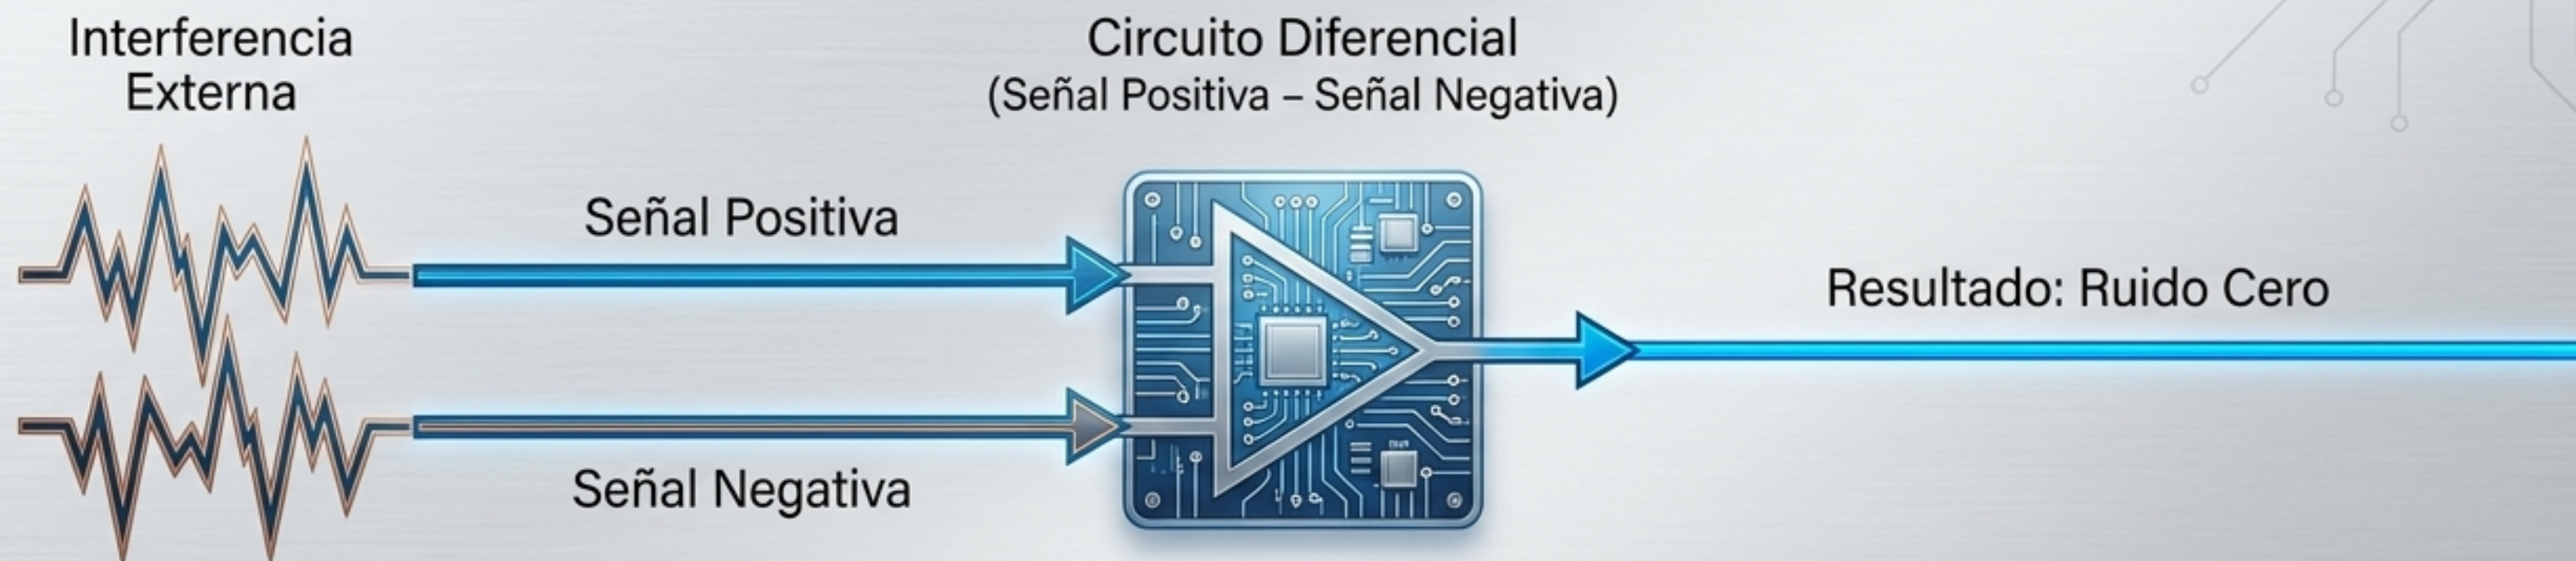 Interferencia
Externa
Circuito Diferencial
(Señal Positiva – Señal Negativa)
Señal Positiva
Señal Negativa
Resultado: Ruido Cero